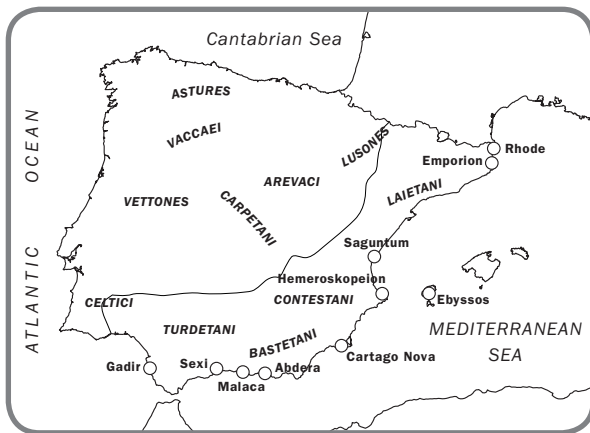 Cantabrian Sea
ASTURES
VACCAEI
LUSONES
Rhode
Emporion
OCEAN
AREVACI
LAIETANI
VETTONES
CARPETANI
Saguntum
Hemeroskopeion
CELTICI
CONTESTANI
Ebyssos
ATLANTIC
TURDETANI
MEDITERRANEAN
SEA
BASTETANI
Cartago Nova
Gadir
Sexi
Abdera
Malaca